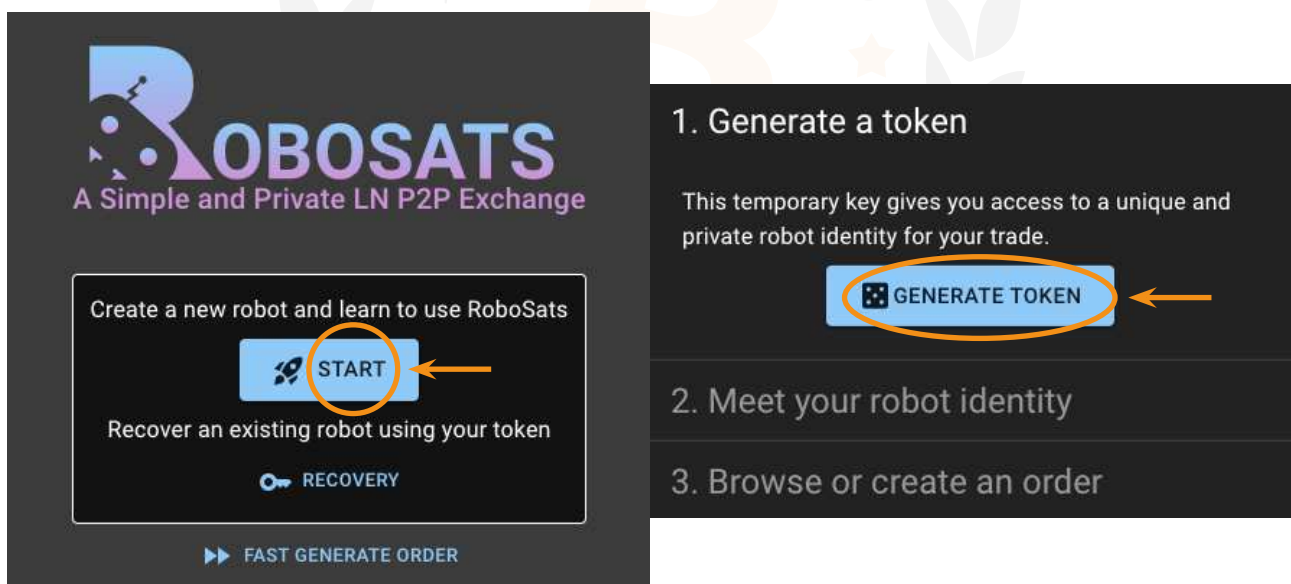 ROBOSATS
A Simple and Private LN P2P Exchange
Create a new robot and learn to use RoboSats
START
Recover an existing robot using your token
RECOVERY
FAST GENERATE ORDER
1. Generate a token
This temporary key gives you access to a unique and
private robot identity for your trade.
GENERATE TOKEN
2. Meet your robot identity
3. Browse or create an order